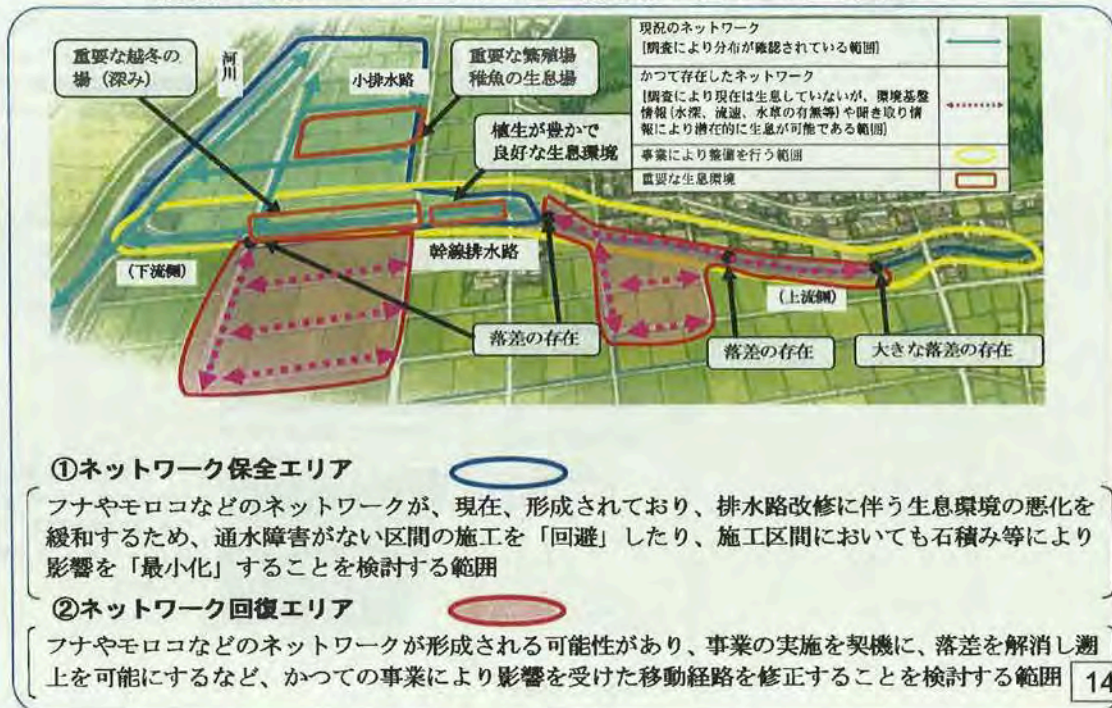 重要な越冬の
場（深み）
河川
小排水路
重要な繁殖場
稚魚の生息場
植生が豊かで
良好な生息環境
現況のネットワーク
[調査により分布が確認されている範囲]
かつて存在したネットワーク
[調査により現在は生息していないが、環境基盤
情報(水深、流速、水草の有無等)や聞き取り情
報により潜在的に生息が可能である範囲]
事業により整備を行う範囲
重要な生息環境
(下流側)
幹線排水路
(上流側)
落差の存在
落差の存在
大きな落差の存在
①ネットワーク保全エリア
フナやモロコなどのネットワークが、現在、形成されており、排水路改修に伴う生息環境の悪化を
緩和するため、通水障害がない区間の施工を「回避」したり、施工区間においても石積み等により
影響を「最小化」することを検討する範囲
②ネットワーク回復エリア
フナやモロコなどのネットワークが形成される可能性があり、事業の実施を契機に、落差を解消し遡
上を可能にするなど、かつての事業により影響を受けた移動経路を修正することを検討する範囲
14